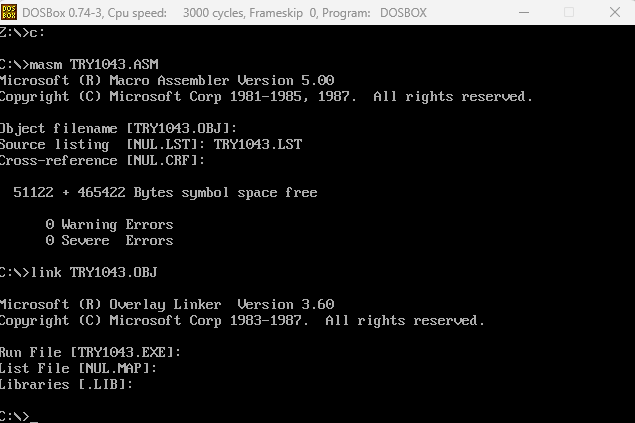 DOSBox 0.74-3, Cpu speed:    3000 cycles, Frameskip  0, Program:   DOSBOX
Z:\>c:
C:\>masm TRY1043.ASM
Microsoft (R) Macro Assembler Version 5.00
Copyright (C) Microsoft Corp 1981-1985, 1987.  All rights reserved.
Object filename [TRY1043.OBJ]:
Source listing  [NUL.LST]: TRY1043.LST
Cross-reference [NUL.CRF]:
  51122 + 465422 Bytes symbol space free
      0 Warning Errors
      0 Severe  Errors
C:\>link TRY1043.OBJ
Microsoft (R) Overlay Linker  Version 3.60
Copyright (C) Microsoft Corp 1983-1987.  All rights reserved.
Run File [TRY1043.EXE]:
List File [NUL.MAP]:
Libraries [.LIB]:
C:\>_